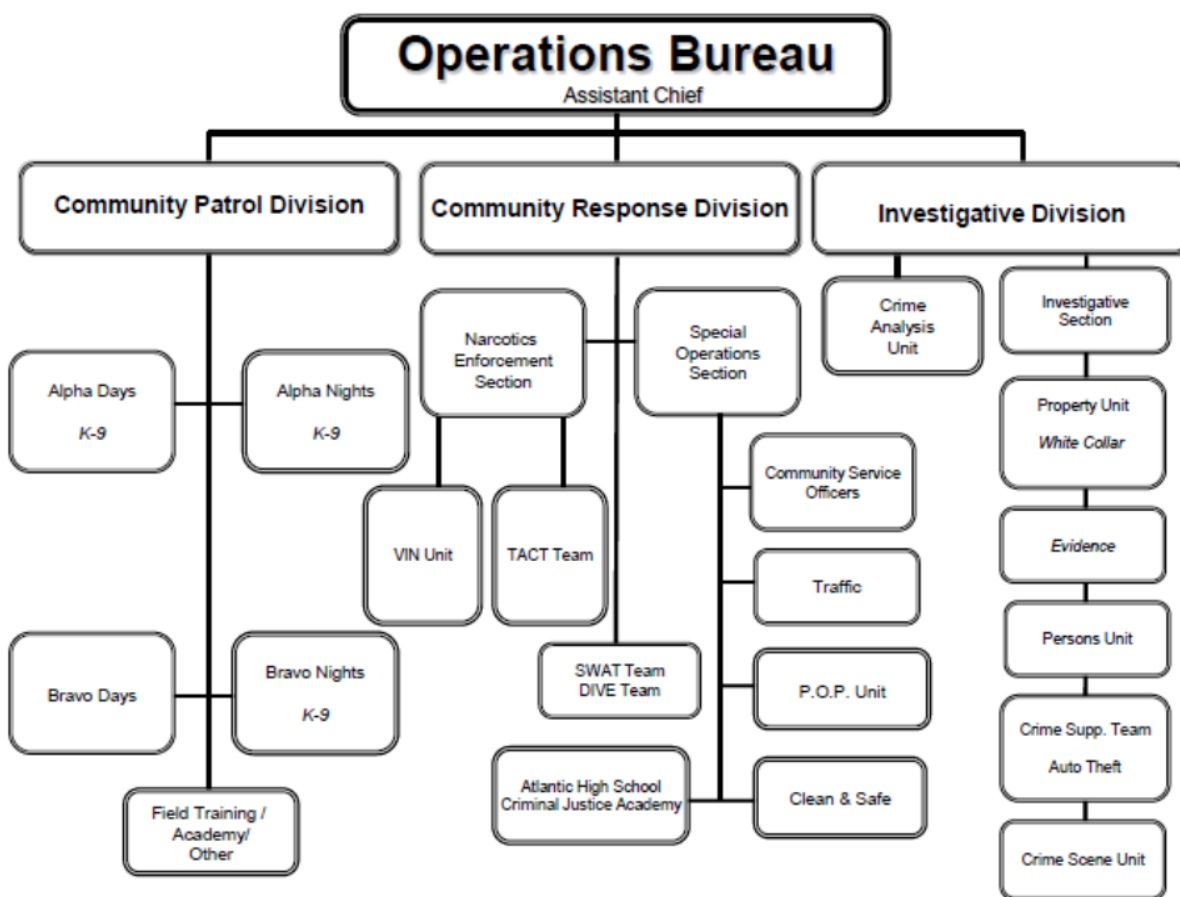 Operations Bureau
Assistant Chief
Community Patrol Division
Community Response Division
Investigative Division
Alpha Days
K-9
Alpha Nights
K-9
Bravo Days
Bravo Nights
K-9
Field Training /
Academy/
Other
Narcotics
Enforcement
Section
Special
Operations
Section
VIN Unit
TACT Team
SWAT Team
DIVE Team
Community Service
Officers
Traffic
P.O.P. Unit
Atlantic High School
Criminal Justice Academy
Clean & Safe
Crime
Analysis
Unit
Investigative
Section
Property Unit
White Collar
Evidence
Persons Unit
Crime Supp. Team
Auto Theft
Crime Scene Unit